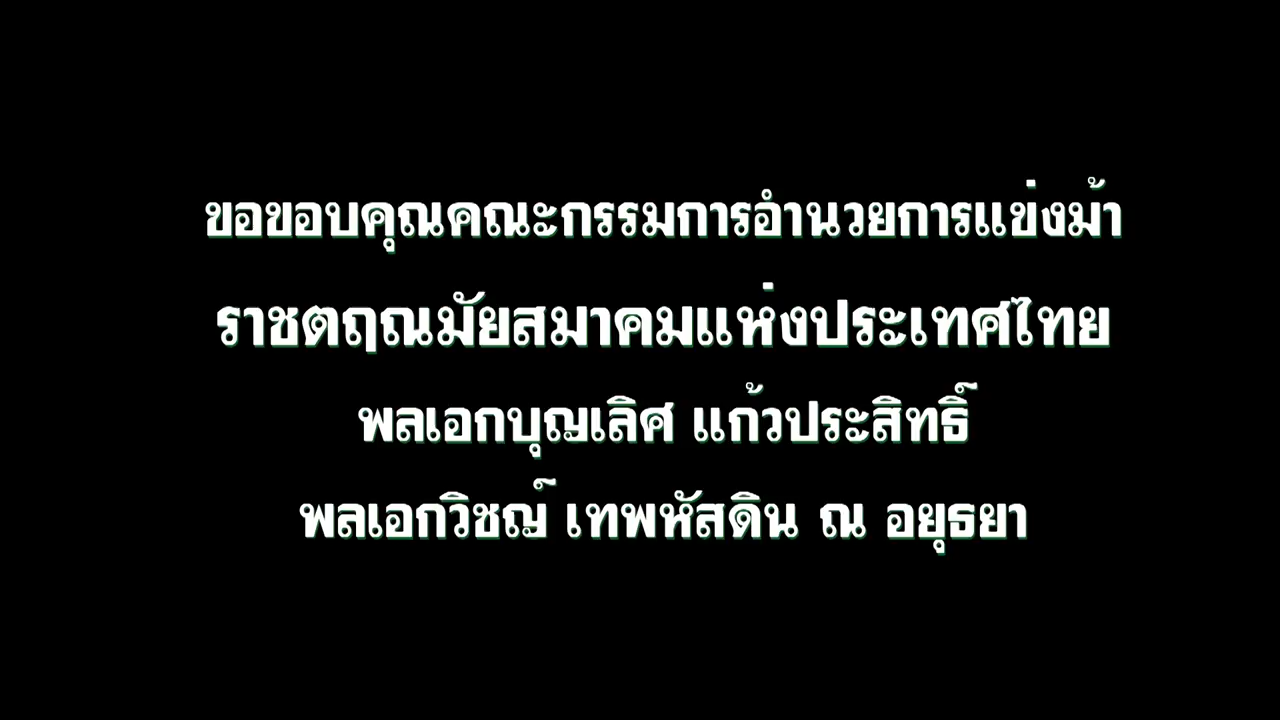 ขอขอบคุณคณะกรรมการอำนวยการแข่งม้า
ราชตฤณมัยสมาคมแห่งประเทศไทย
พลเอกบุญเลิศ แก้วประสิทธิ์
พลเอกวิชญ์ เทพหัสดิน ณ อยุธยา